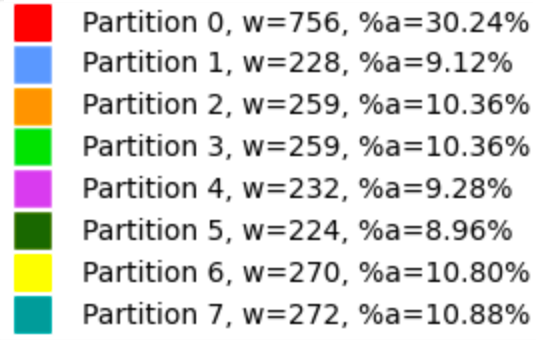 Partition 0, w=756, %a=30.24%
Partition 1, w=228, %a=9.12%
Partition 2, w=259, %a=10.36%
Partition 3, w=259, %a=10.36%
Partition 4, w=232, %a=9.28%
Partition 5, w=224, %a=8.96%
Partition 6, w=270, %a=10.80%
Partition 7, w=272, %a=10.88%